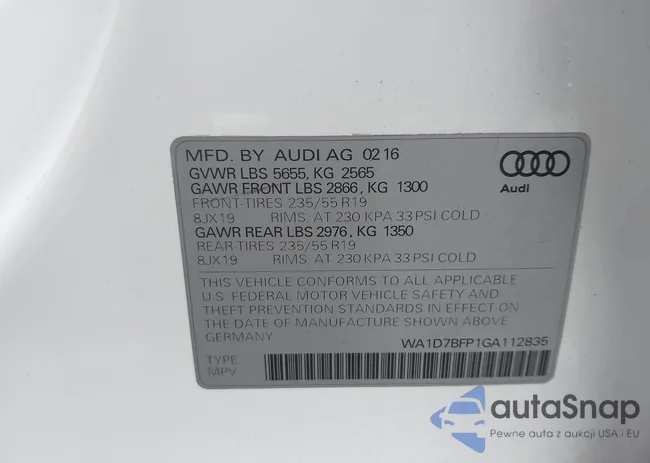 MFD. BY AUDI AG 02 16
GVWR LBS 5655, KG 2565
GAWR FRONT LBS 2866, KG 1300
FRONT-TIRES 235/55 R19
8JX19 RIMS, AT 230 KPA 33 PSI COLD
GAWR REAR LBS 2976, KG 1350
REAR-TIRES 235/55 R19
8JX19 RIMS, AT 230 KPA 33 PSI COLD
Audi
THIS VEHICLE CONFORMS TO ALL APPLICABLE
U.S. FEDERAL MOTOR VEHICLE SAFETY AND
THEFT PREVENTION STANDARDS IN EFFECT ON
THE DATE OF MANUFACTURE SHOWN ABOVE.
GERMANY
WA1D7BFP1GA112835
TYPE
MPV
autaSnap
Pewne auta z aukcji USA i EU